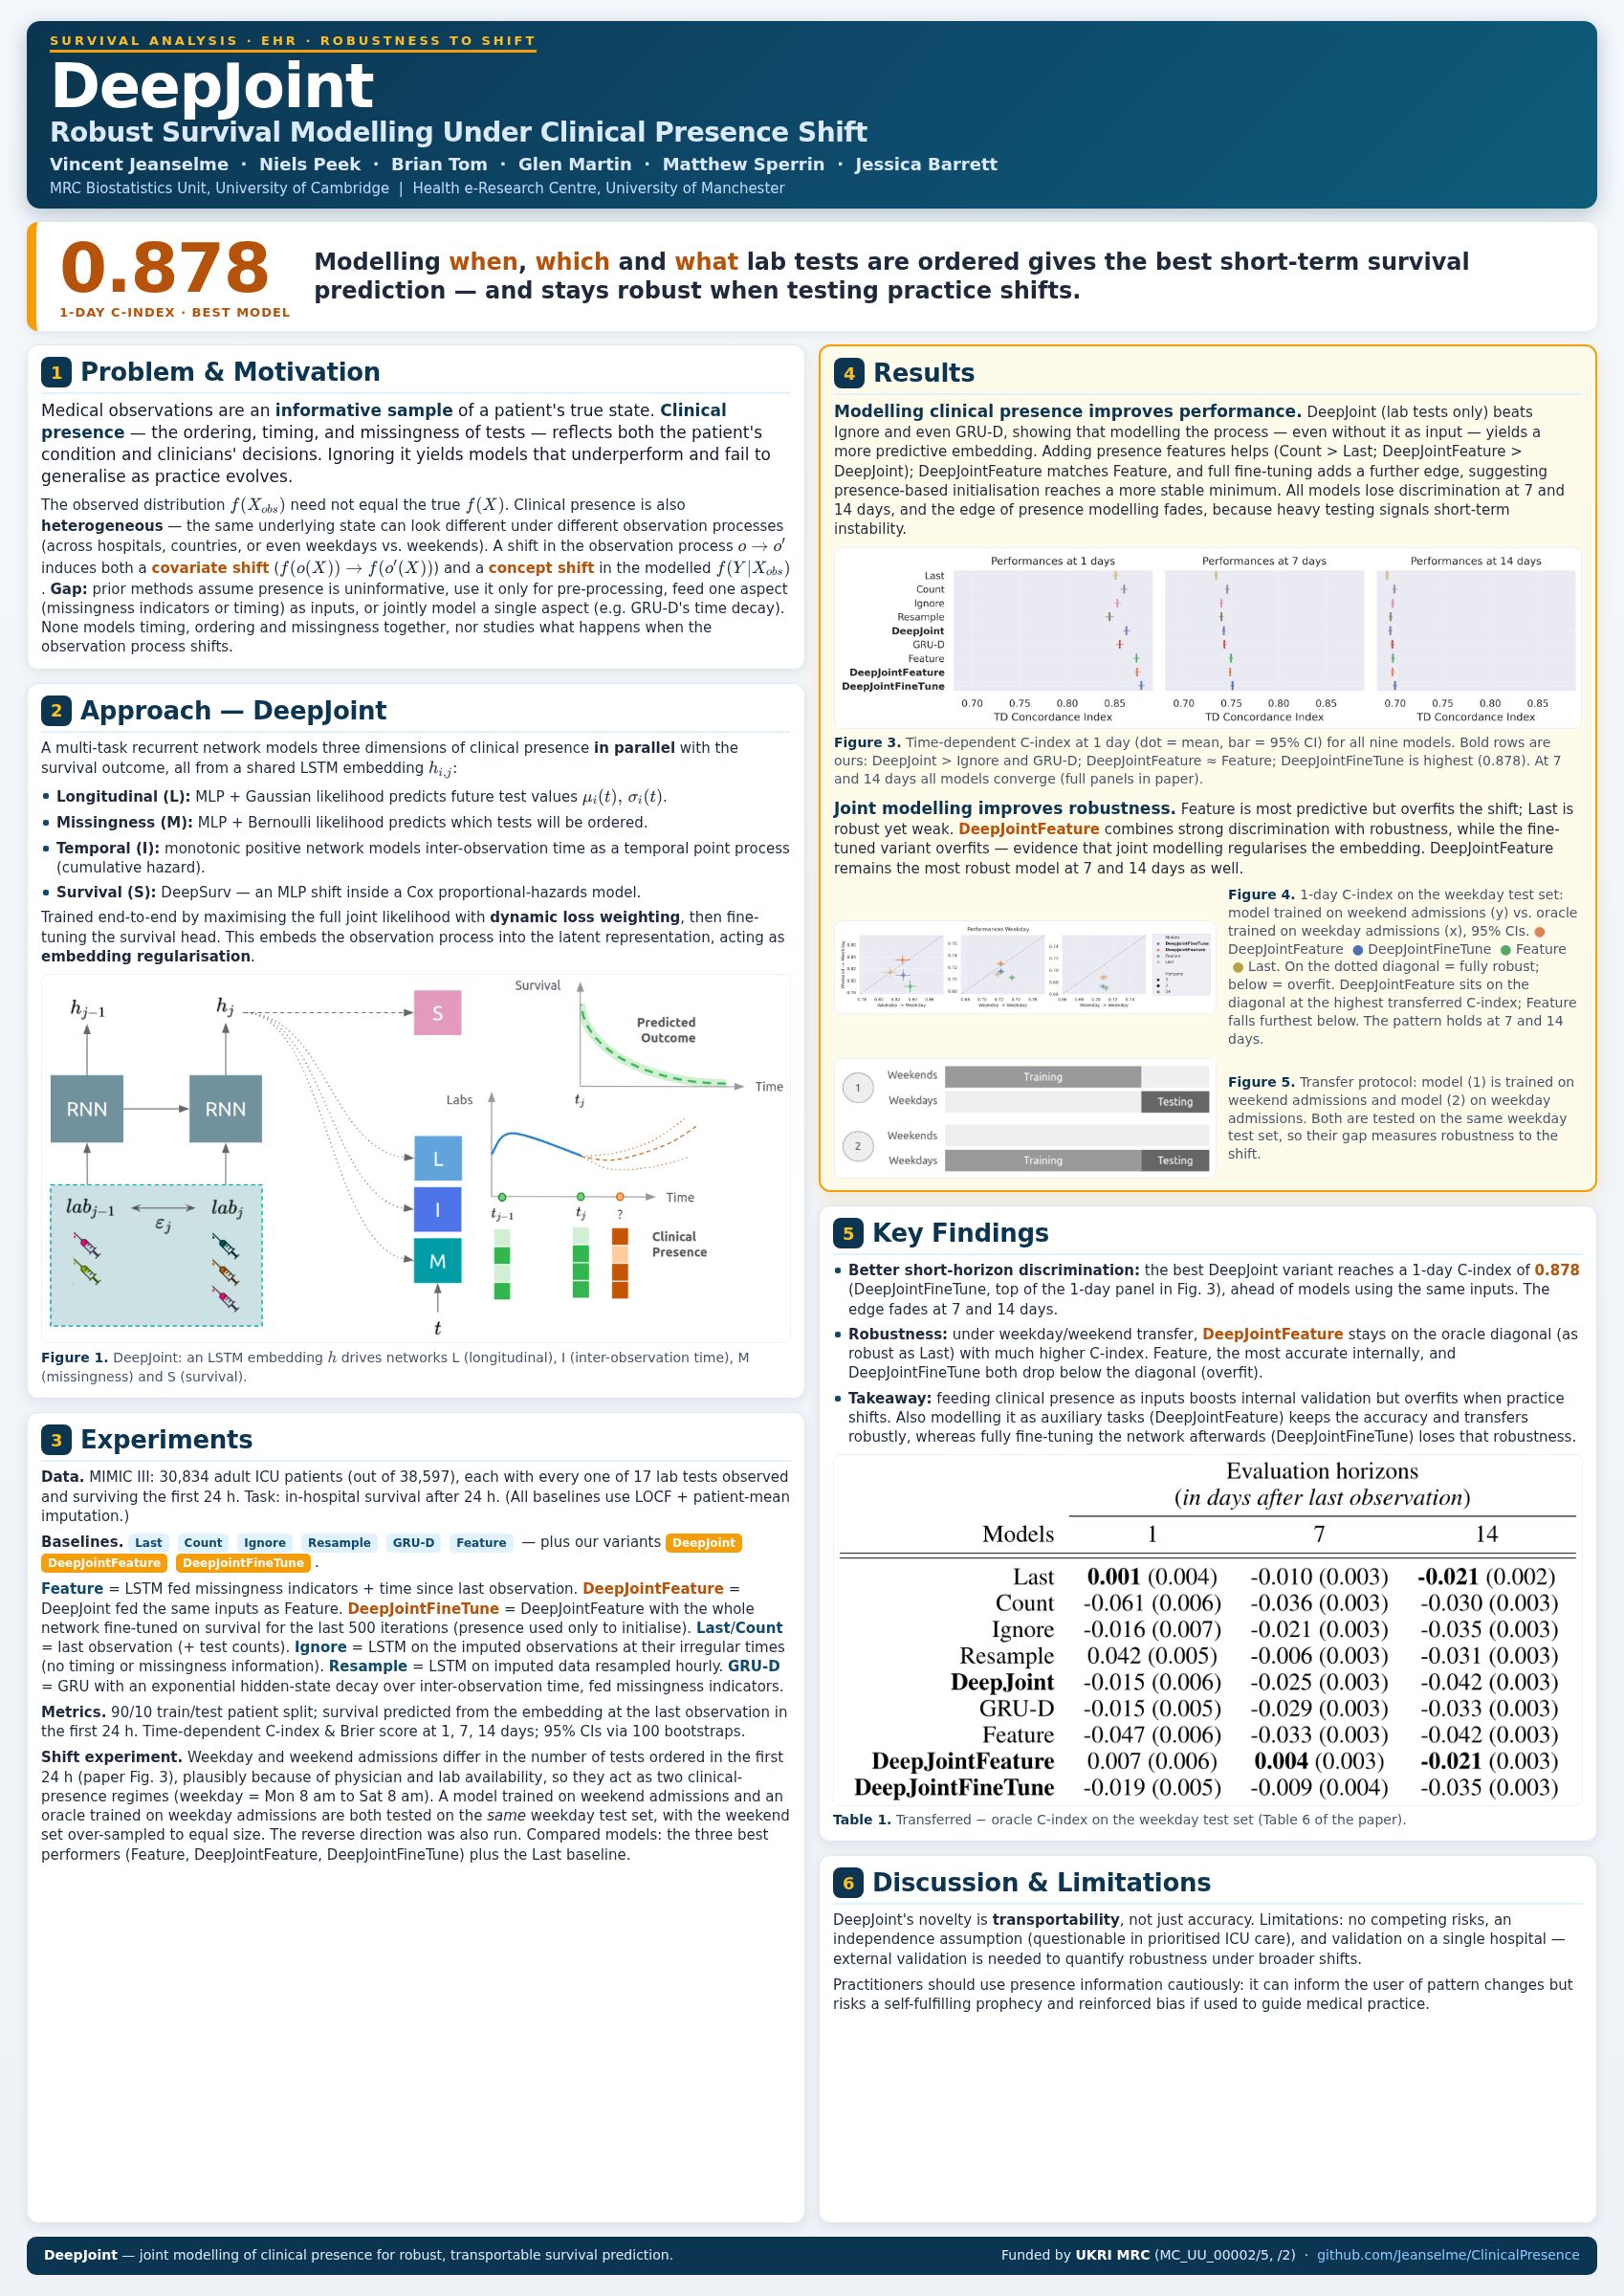 SURVIVAL ANALYSIS · EHR · ROBUSTNESS TO SHIFT
DeepJoint
Robust Survival Modelling Under Clinical Presence Shift
Vincent Jeanselme · Niels Peek · Brian Tom · Glen Martin · Matthew Sperrin · Jessica Barrett
MRC Biostatistics Unit, University of Cambridge | Health e-Research Centre, University of Manchester
0.878
1-DAY C-INDEX · BEST MODEL
Modelling when, which and what lab tests are ordered gives the best short-term survival
prediction — and stays robust when testing practice shifts.
1 Problem & Motivation
Medical observations are an informative sample of a patient's true state. Clinical
presence — the ordering, timing, and missingness of tests — reflects both the patient's
condition and clinicians' decisions. Ignoring it yields models that underperform and fail to
generalise as practice evolves.
The observed distribution f(X_obs) need not equal the true f(X). Clinical presence is also
heterogeneous — the same underlying state can look different under different observation processes
(across hospitals, countries, or even weekdays vs. weekends). A shift in the observation process o → o′
induces both a covariate shift (f(o(X)) → f(o′(X))) and a concept shift in the modelled f(Y|X_obs)
. Gap: prior methods assume presence is uninformative, use it only for pre-processing, feed one aspect
(missingness indicators or timing) as inputs, or jointly model a single aspect (e.g. GRU-D's time decay).
None models timing, ordering and missingness together, nor studies what happens when the
observation process shifts.
2 Approach — DeepJoint
A multi-task recurrent network models three dimensions of clinical presence in parallel with the
survival outcome, all from a shared LSTM embedding h_i,j:
• Longitudinal (L): MLP + Gaussian likelihood predicts future test values μ_i(t), σ_i(t).
• Missingness (M): MLP + Bernoulli likelihood predicts which tests will be ordered.
• Temporal (I): monotonic positive network models inter-observation time as a temporal point process
(cumulative hazard).
• Survival (S): DeepSurv — an MLP shift inside a Cox proportional-hazards model.
Trained end-to-end by maximising the full joint likelihood with dynamic loss weighting, then fine-
tuning the survival head. This embeds the observation process into the latent representation, acting as
embedding regularisation.
h_j−1
h_j
S
Survival
Predicted
Outcome
Time
t_j
RNN
RNN
Labs
L
I
M
t
lab_j−1
lab_j
ε_j
Time
t_j−1
t_j
?
Clinical
Presence
Figure 1. DeepJoint: an LSTM embedding h drives networks L (longitudinal), I (inter-observation time), M
(missingness) and S (survival).
3 Experiments
Data. MIMIC III: 30,834 adult ICU patients (out of 38,597), each with every one of 17 lab tests observed
and surviving the first 24 h. Task: in-hospital survival after 24 h. (All baselines use LOCF + patient-mean
imputation.)
Baselines. Last Count Ignore Resample GRU-D Feature — plus our variants DeepJoint
DeepJointFeature DeepJointFineTune .
Feature = LSTM fed missingness indicators + time since last observation. DeepJointFeature =
DeepJoint fed the same inputs as Feature. DeepJointFineTune = DeepJointFeature with the whole
network fine-tuned on survival for the last 500 iterations (presence used only to initialise). Last/Count
= last observation (+ test counts). Ignore = LSTM on the imputed observations at their irregular times
(no timing or missingness information). Resample = LSTM on imputed data resampled hourly. GRU-D
= GRU with an exponential hidden-state decay over inter-observation time, fed missingness indicators.
Metrics. 90/10 train/test patient split; survival predicted from the embedding at the last observation in
the first 24 h. Time-dependent C-index & Brier score at 1, 7, 14 days; 95% CIs via 100 bootstraps.
Shift experiment. Weekday and weekend admissions differ in the number of tests ordered in the first
24 h (paper Fig. 3), plausibly because of physician and lab availability, so they act as two clinical-
presence regimes (weekday = Mon 8 am to Sat 8 am). A model trained on weekend admissions and an
oracle trained on weekday admissions are both tested on the same weekday test set, with the weekend
set over-sampled to equal size. The reverse direction was also run. Compared models: the three best
performers (Feature, DeepJointFeature, DeepJointFineTune) plus the Last baseline.
4 Results
Modelling clinical presence improves performance. DeepJoint (lab tests only) beats
Ignore and even GRU-D, showing that modelling the process — even without it as input — yields a
more predictive embedding. Adding presence features helps (Count > Last; DeepJointFeature >
DeepJoint); DeepJointFeature matches Feature, and full fine-tuning adds a further edge, suggesting
presence-based initialisation reaches a more stable minimum. All models lose discrimination at 7 and
14 days, and the edge of presence modelling fades, because heavy testing signals short-term
instability.
Performances at 1 days Performances at 7 days Performances at 14 days
Last
Count
Ignore
Resample
DeepJoint
GRU-D
Feature
DeepJointFeature
DeepJointFineTune
0.70 0.75 0.80 0.85 0.70 0.75 0.80 0.85 0.70 0.75 0.80 0.85
TD Concordance Index TD Concordance Index TD Concordance Index
Figure 3. Time-dependent C-index at 1 day (dot = mean, bar = 95% CI) for all nine models. Bold rows are
ours: DeepJoint > Ignore and GRU-D; DeepJointFeature ≈ Feature; DeepJointFineTune is highest (0.878). At 7
and 14 days all models converge (full panels in paper).
Joint modelling improves robustness. Feature is most predictive but overfits the shift; Last is
robust yet weak. DeepJointFeature combines strong discrimination with robustness, while the fine-
tuned variant overfits — evidence that joint modelling regularises the embedding. DeepJointFeature
remains the most robust model at 7 and 14 days as well.
Performances Weekday
Weekday -> Weekday Weekday -> Weekday Weekday -> Weekday
DeepJointFineTune
DeepJointFeature
Feature
Last
Horizons
Figure 4. 1-day C-index on the weekday test set:
model trained on weekend admissions (y) vs. oracle
trained on weekday admissions (x), 95% CIs.
DeepJointFeature DeepJointFineTune Feature
Last. On the dotted diagonal = fully robust;
below = overfit. DeepJointFeature sits on the
diagonal at the highest transferred C-index; Feature
falls furthest below. The pattern holds at 7 and 14
days.
1
Weekends Training
Weekdays Testing
2
Weekends
Weekdays Training Testing
Figure 5. Transfer protocol: model (1) is trained on
weekend admissions and model (2) on weekday
admissions. Both are tested on the same weekday
test set, so their gap measures robustness to the
shift.
5 Key Findings
• Better short-horizon discrimination: the best DeepJoint variant reaches a 1-day C-index of 0.878
(DeepJointFineTune, top of the 1-day panel in Fig. 3), ahead of models using the same inputs. The
edge fades at 7 and 14 days.
• Robustness: under weekday/weekend transfer, DeepJointFeature stays on the oracle diagonal (as
robust as Last) with much higher C-index. Feature, the most accurate internally, and
DeepJointFineTune both drop below the diagonal (overfit).
• Takeaway: feeding clinical presence as inputs boosts internal validation but overfits when practice
shifts. Also modelling it as auxiliary tasks (DeepJointFeature) keeps the accuracy and transfers
robustly, whereas fully fine-tuning the network afterwards (DeepJointFineTune) loses that robustness.
Evaluation horizons
(in days after last observation)
Models 1 7 14
Last 0.001 (0.004) -0.010 (0.003) -0.021 (0.002)
Count -0.061 (0.006) -0.036 (0.003) -0.030 (0.003)
Ignore -0.016 (0.007) -0.021 (0.003) -0.035 (0.003)
Resample 0.042 (0.005) -0.006 (0.003) -0.031 (0.003)
DeepJoint -0.015 (0.006) -0.025 (0.003) -0.042 (0.003)
GRU-D -0.015 (0.005) -0.029 (0.003) -0.033 (0.003)
Feature -0.047 (0.006) -0.033 (0.003) -0.042 (0.003)
DeepJointFeature 0.007 (0.006) 0.004 (0.003) -0.021 (0.003)
DeepJointFineTune -0.019 (0.005) -0.009 (0.004) -0.035 (0.003)
Table 1. Transferred − oracle C-index on the weekday test set (Table 6 of the paper).
6 Discussion & Limitations
DeepJoint's novelty is transportability, not just accuracy. Limitations: no competing risks, an
independence assumption (questionable in prioritised ICU care), and validation on a single hospital —
external validation is needed to quantify robustness under broader shifts.
Practitioners should use presence information cautiously: it can inform the user of pattern changes but
risks a self-fulfilling prophecy and reinforced bias if used to guide medical practice.
DeepJoint — joint modelling of clinical presence for robust, transportable survival prediction.
Funded by UKRI MRC (MC_UU_00002/5, /2) · github.com/Jeanselme/ClinicalPresence